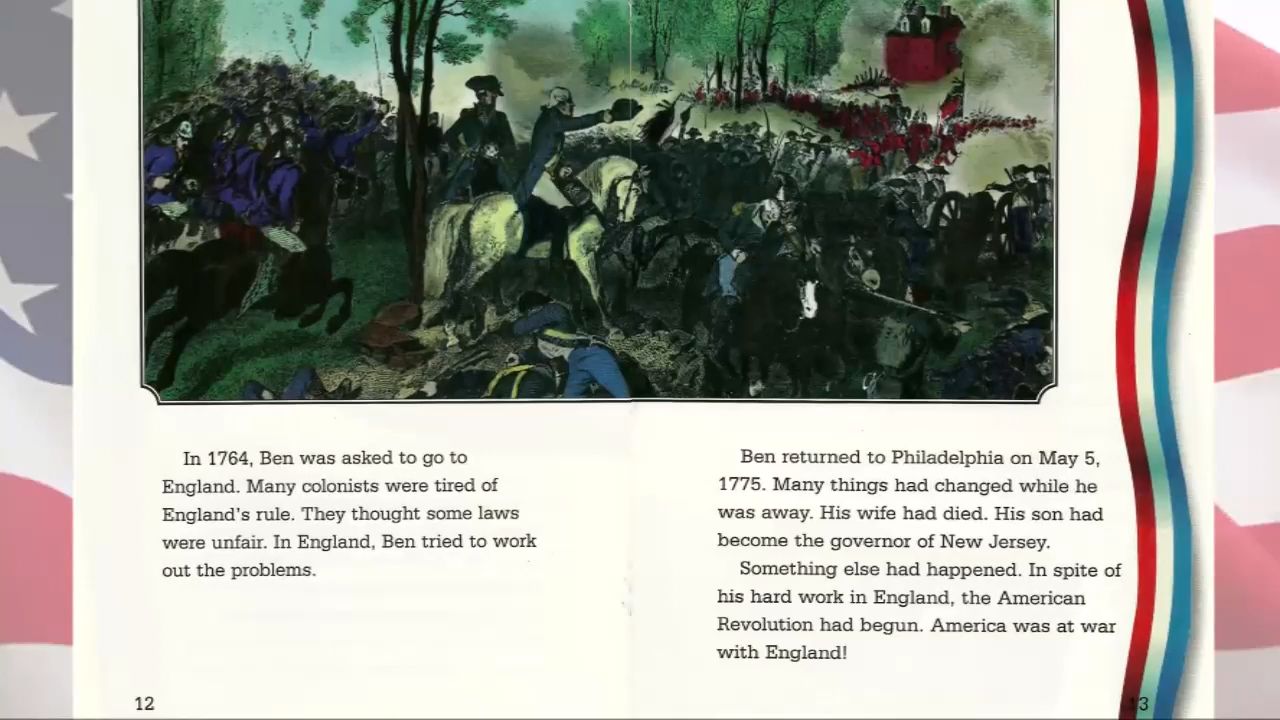 In 1764, Ben was asked to go to
England. Many colonists were tired of
England's rule. They thought some laws
were unfair. In England, Ben tried to work
out the problems.
12
Ben returned to Philadelphia on May 5,
1775. Many things had changed while he
was away. His wife had died. His son had
become the governor of New Jersey.
Something else had happened. In spite of
his hard work in England, the American
Revolution had begun. America was at war
with England!
13